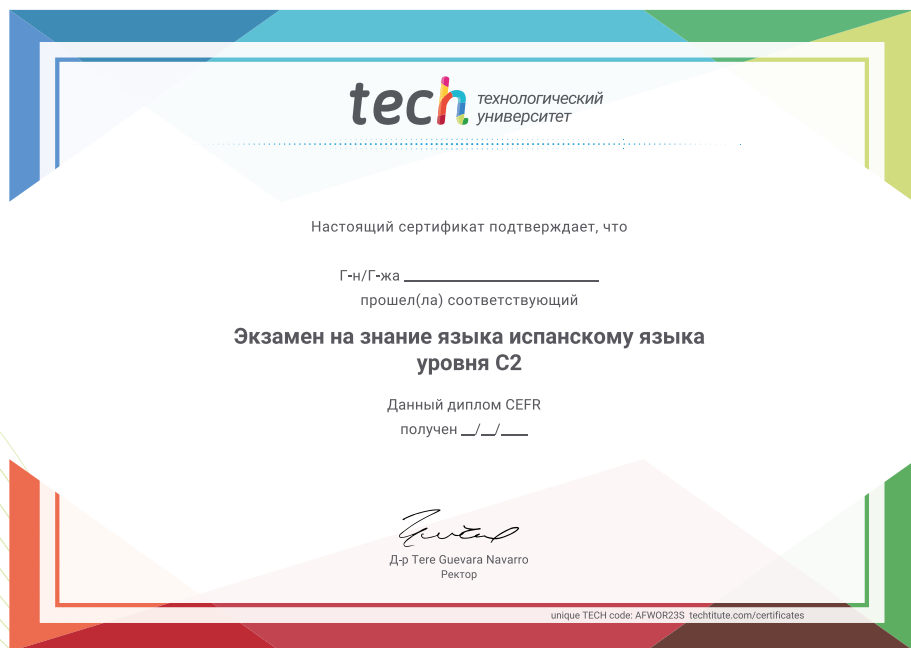 tech технологический
университет
Настоящий сертификат подтверждает, что
Г-н/Г-жа
прошел(ла) соответствующий
Экзамен на знание языка испанскому языка
уровня C2
Данный диплом CEFR
получен __/__/____
Д-р Tere Guevara Navarro
Ректор
unique TECH code: AFWOR23S techtitute.com/certificates